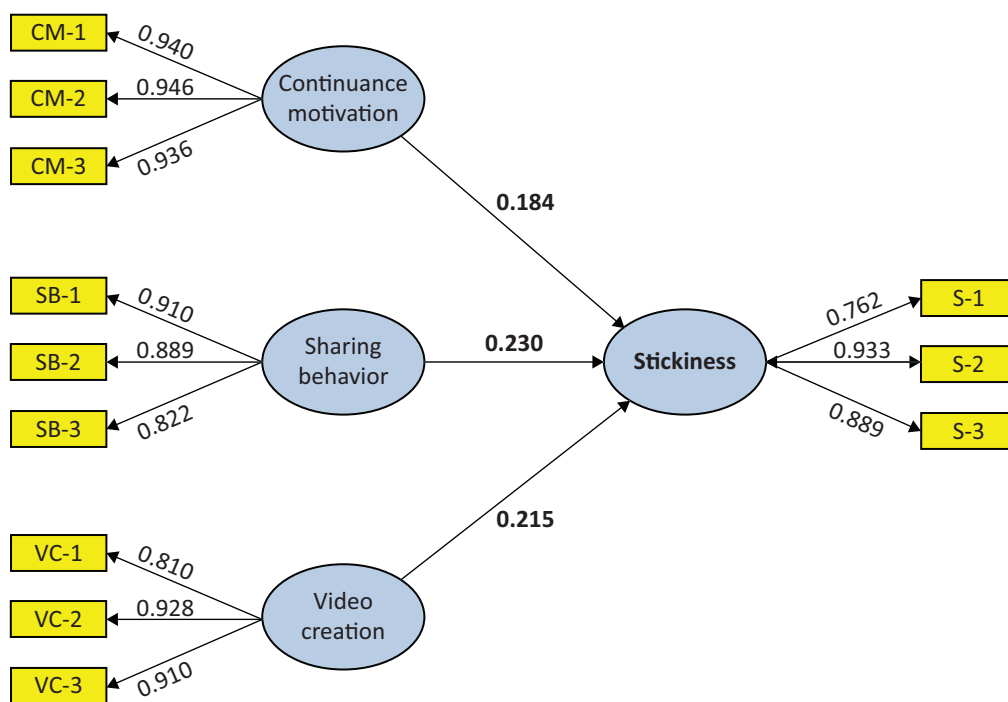 CM-1
0.940
CM-2
0.946
CM-3
0.936
Continuance
motivation
0.184
SB-1
0.910
SB-2
0.889
SB-3
0.822
Sharing
behavior
0.230
Stickiness
0.762
S-1
0.933
S-2
0.889
S-3
0.215
VC-1
0.810
VC-2
0.928
VC-3
0.910
Video
creation